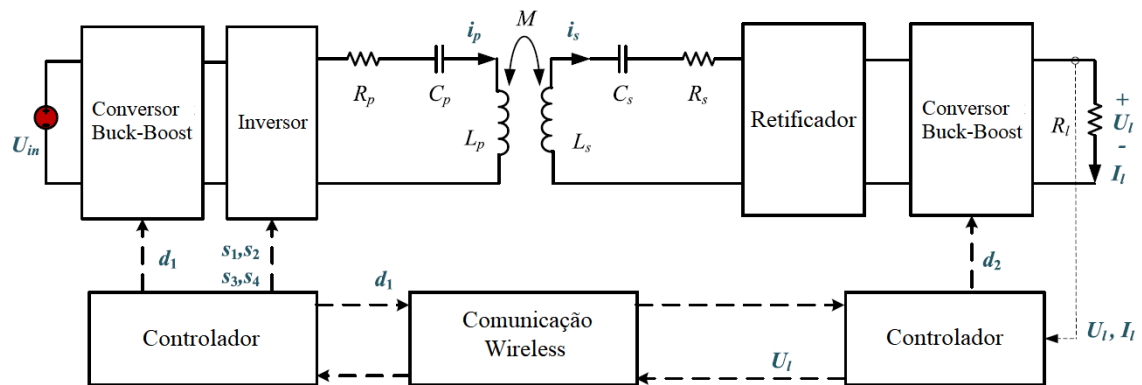 M
i_p
i_s
R_p
C_p
C_s
R_s
U_in
Conversor
Buck-Boost
Inversor
L_p
L_s
Retificador
Conversor
Buck-Boost
R_l
+
U_l
-
I_l
d_1
s_1,s_2
s_3,s_4
d_1
d_2
Controlador
Comunicação
Wireless
Controlador
U_l, I_l
U_l